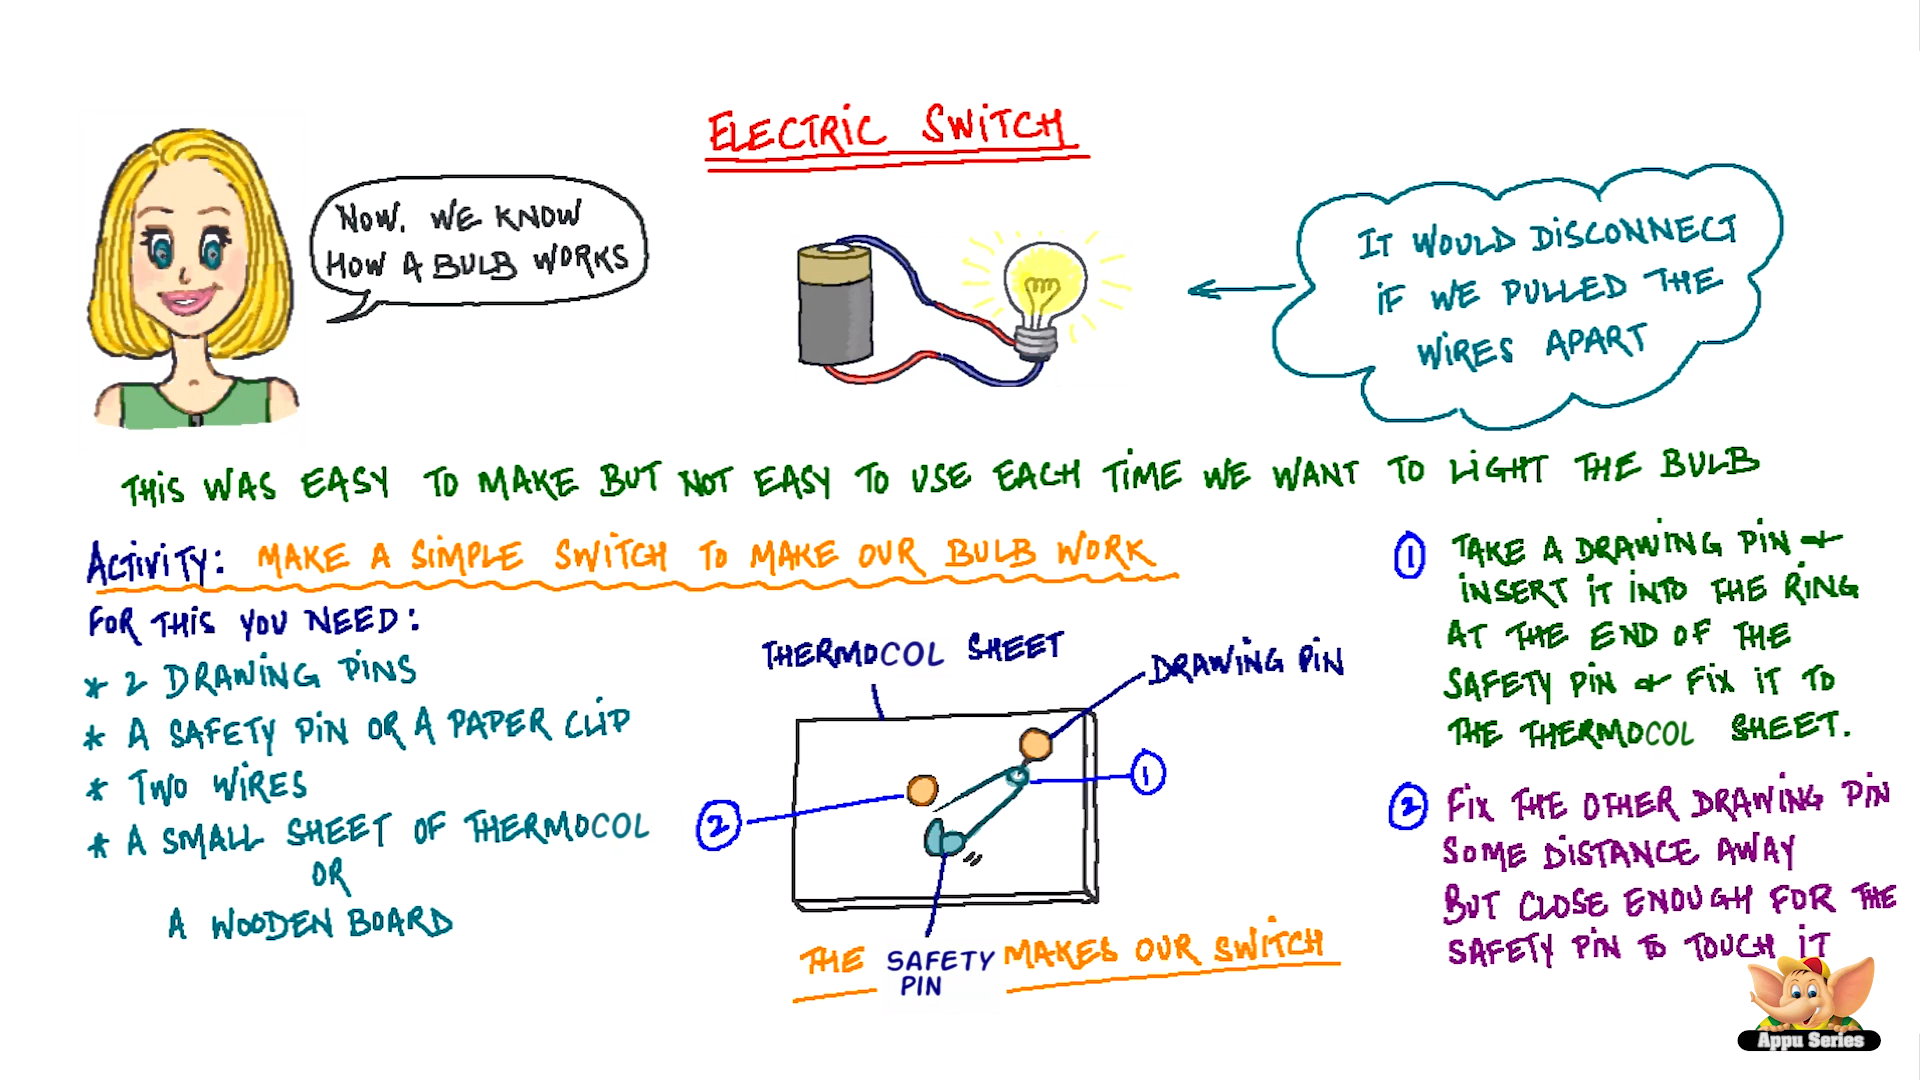 ELECTRIC SWITCH
NOW, WE KNOW
HOW A BULB WORKS
IT WOULD DISCONNECT
IF WE PULLED THE
WIRES APART
THIS WAS EASY TO MAKE BUT NOT EASY TO USE EACH TIME WE WANT TO LIGHT THE BULB
ACTIVITY: MAKE A SIMPLE SWITCH TO MAKE OUR BULB WORK
FOR THIS YOU NEED:
* 2 DRAWING PINS
* A SAFETY PIN OR A PAPER CLIP
* TWO WIRES
* A SMALL SHEET OF THERMOCOL
OR
A WOODEN BOARD
THERMOCOL SHEET
DRAWING PIN
1
2
THE SAFETY PIN MAKES OUR SWITCH
1 TAKE A DRAWING PIN &
INSERT IT INTO THE RING
AT THE END OF THE
SAFETY PIN & FIX IT TO
THE THERMOCOL SHEET.
2 FIX THE OTHER DRAWING PIN
SOME DISTANCE AWAY
BUT CLOSE ENOUGH FOR THE
SAFETY PIN TO TOUCH IT
Appu Series